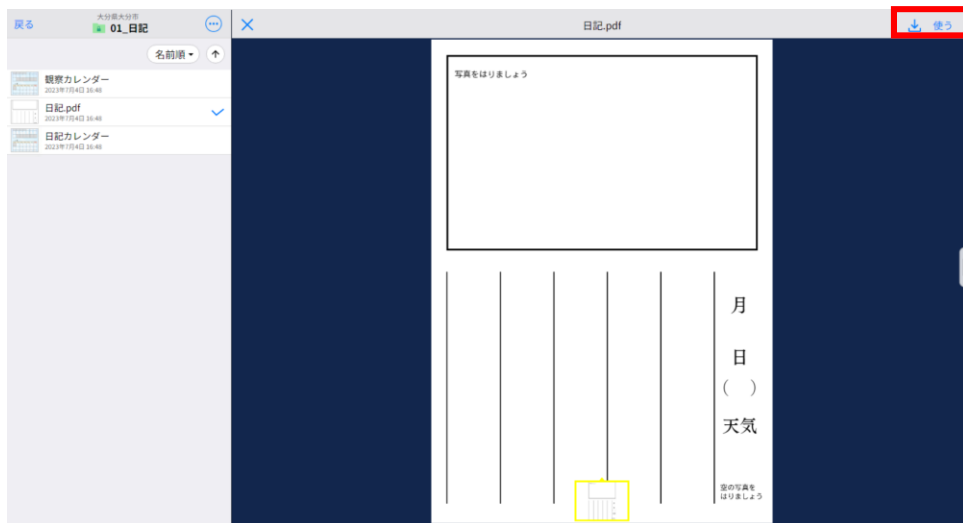 戻る
大分県大分市
01_日記
名前順
観察カレンダー
2023年7月4日 16:48
日記.pdf
2023年7月4日 16:48
日記カレンダー
2023年7月4日 16:48
日記.pdf
使う
写真をはりましょう
月
日
(　)
天気
空の写真を
はりましょう